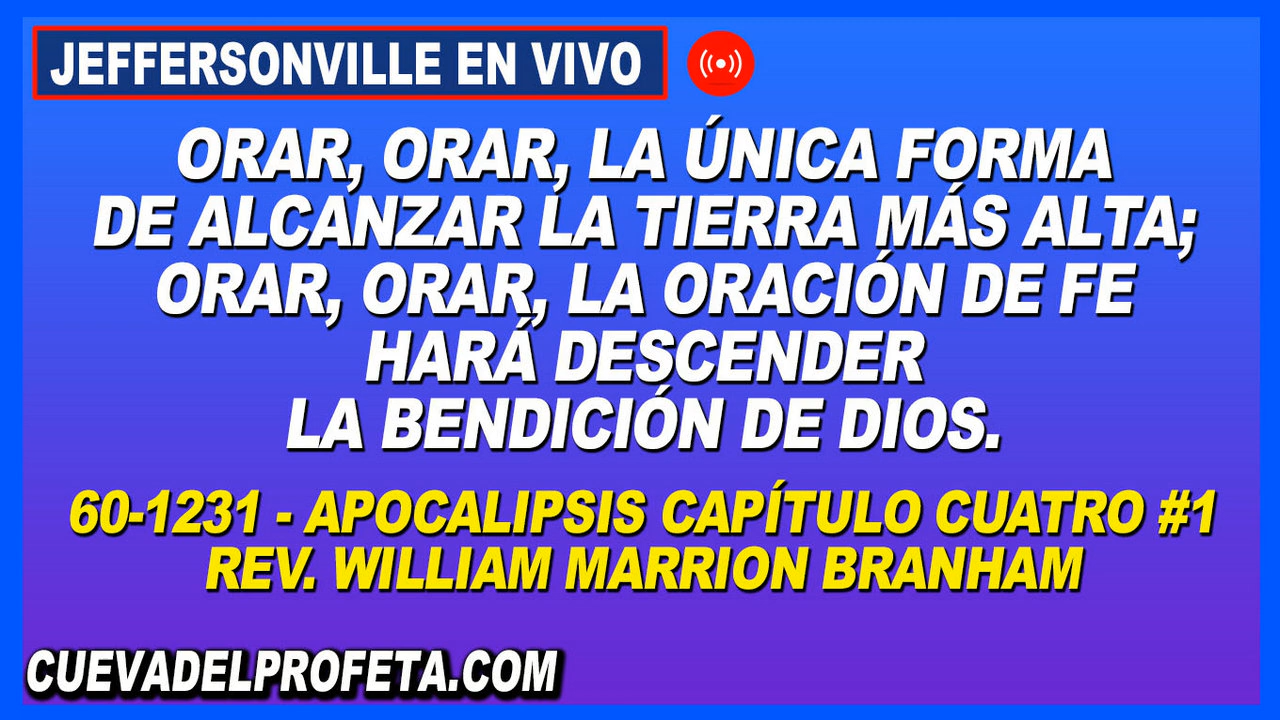 JEFFERSONVILLE EN VIVO
ORAR, ORAR, LA ÚNICA FORMA
DE ALCANZAR LA TIERRA MÁS ALTA;
ORAR, ORAR, LA ORACIÓN DE FE
HARÁ DESCENDER
LA BENDICIÓN DE DIOS.
60-1231 - APOCALIPSIS CAPÍTULO CUATRO #1
REV. WILLIAM MARRION BRANHAM
CUEVADELPROFETA.COM